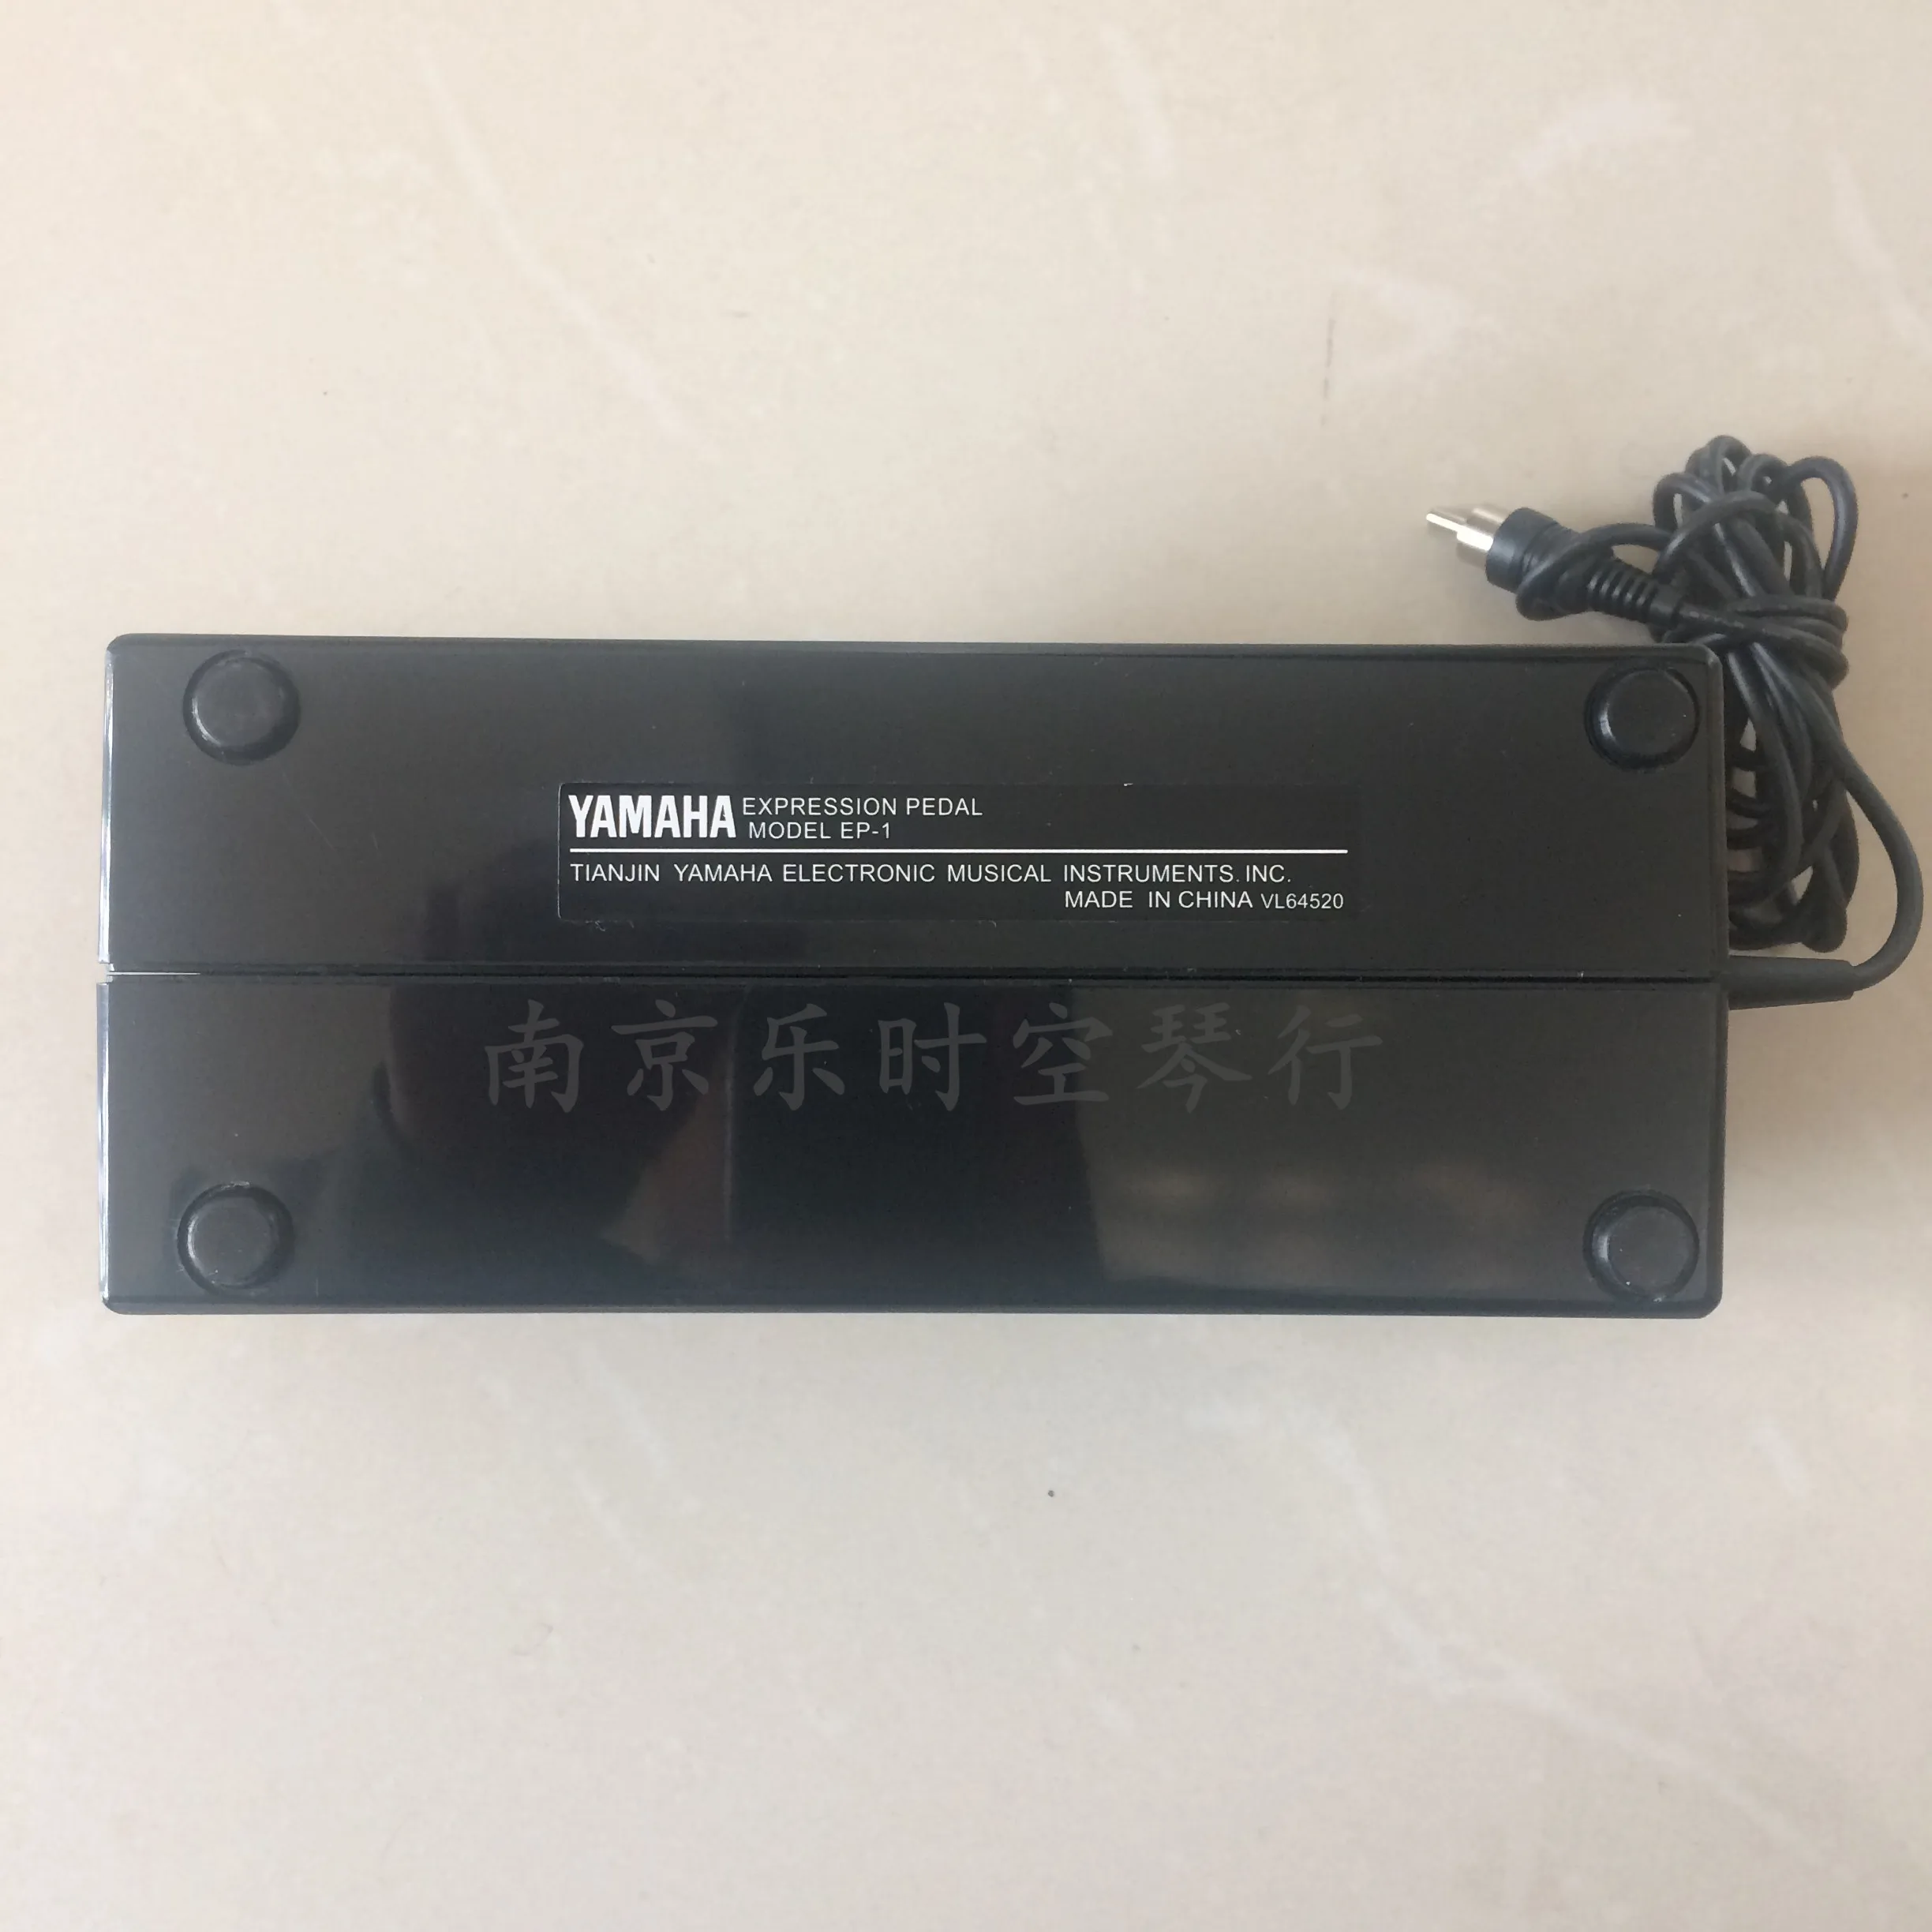 YAMAHA EXPRESSION PEDAL
MODEL EP-1
TIANJIN YAMAHA ELECTRONIC MUSICAL INSTRUMENTS. INC.
MADE IN CHINA VL64520
南京乐时空琴行